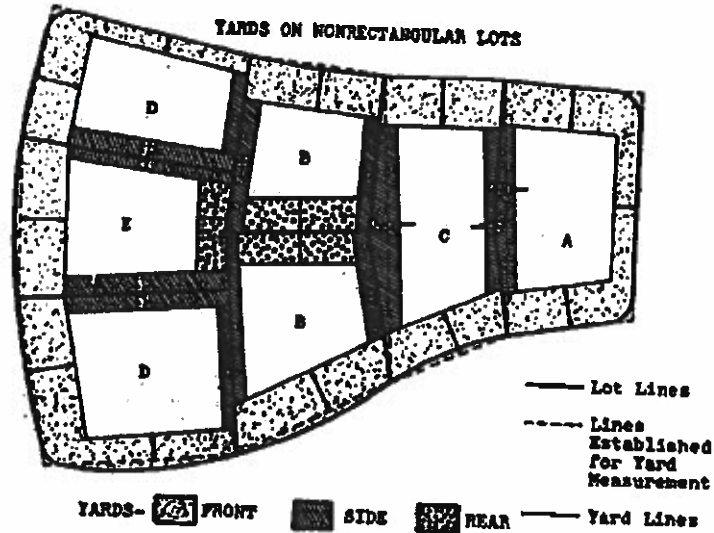 YARDS ON NONRECTANGULAR LOTS
D
B
E
C
A
B
D
Lot Lines
Lines
Established
for Yard
Measurement
YARDS- FRONT SIDE REAR Yard Lines